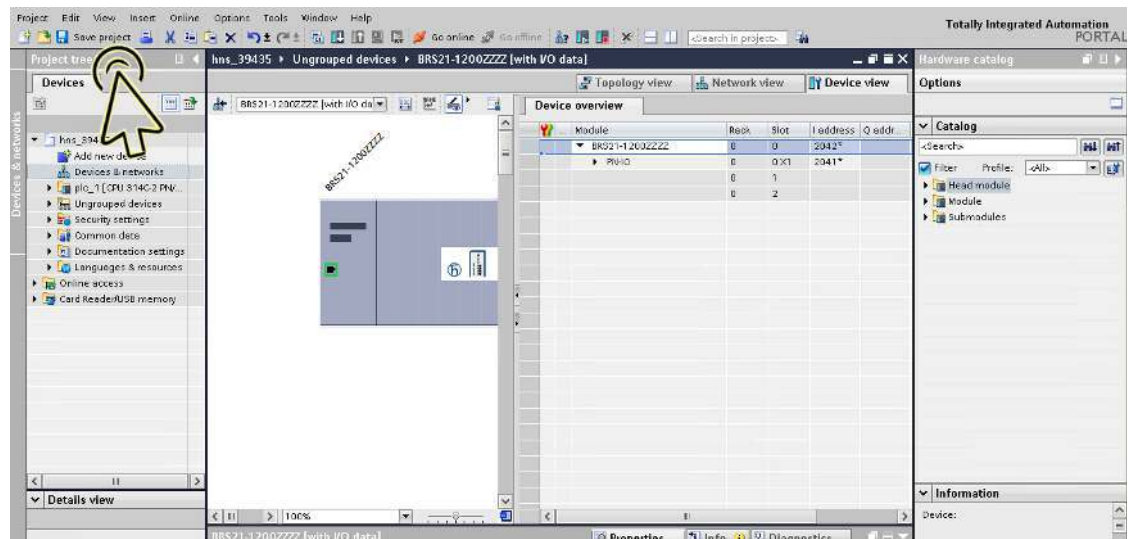 Project Edit View Insert Online Options Tools Window Help
Totally Integrated Automation
PORTAL
Save project
Go online
Go offline
<Search in project>
Project tree
hns_39435 ▸ Ungrouped devices ▸ BRS21-1200ZZZZ [with I/O data]
Hardware catalog
Devices
Topology view
Network view
Device view
Options
BRS21-1200ZZZZ [with I/O da
Device overview
Devices & networks
Module Rack Slot I address Q addr...
Catalog
BRS21-1200ZZZZ 0 0 2042*
<Search>
PN-IO 0 0 X1 2041*
Filter Profile: <All>
0 1
Head module
0 2
Module
Submodules
Add new de
Devices & networks
plc_1 [CPU 314C-2 PN/...
Ungrouped devices
Security settings
Common data
Documentation settings
Languages & resources
Online access
Card Reader/USB memory
BRS21-1200ZZZZ
Details view
100%
Information
Device:
BRS21-1200ZZZZ [with I/O data]
Properties
Info
Diagnostics